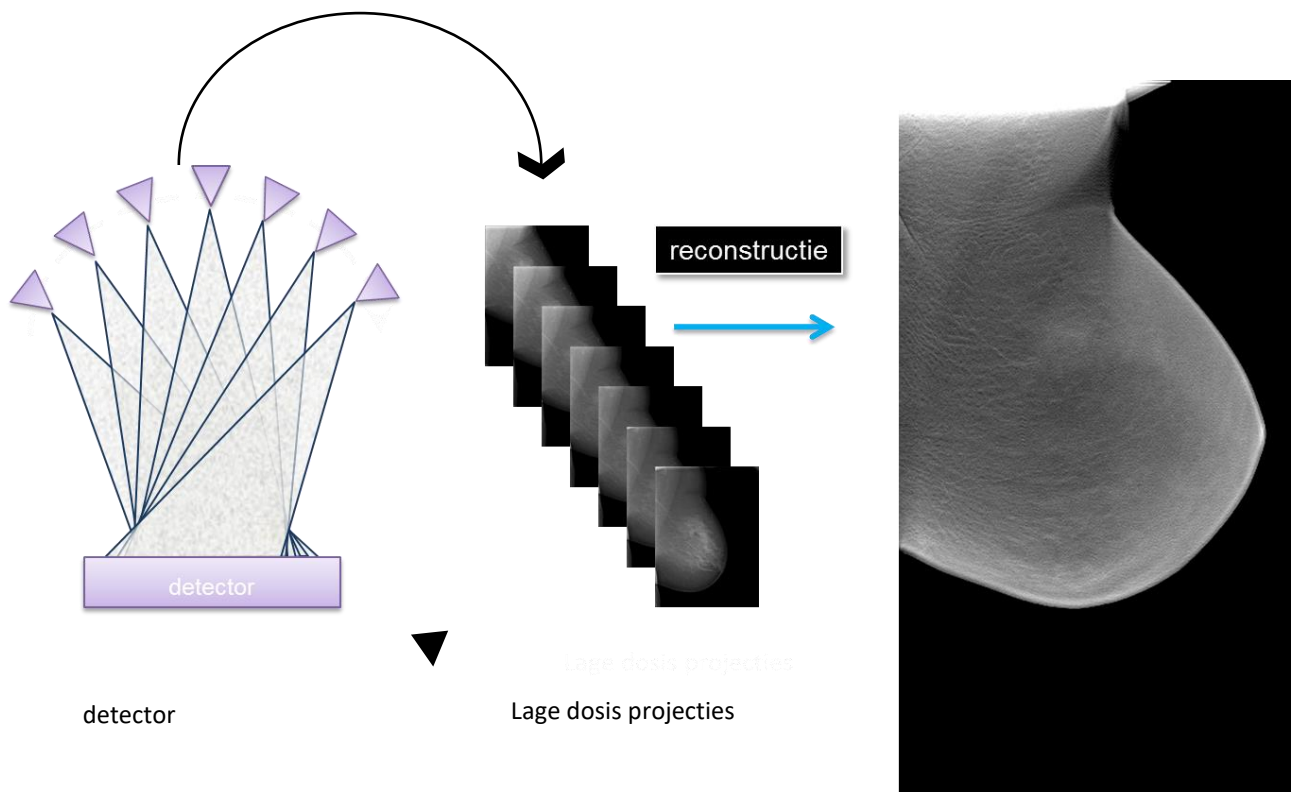 reconstructie
detector
Lage dosis projecties
detector
Lage dosis projecties